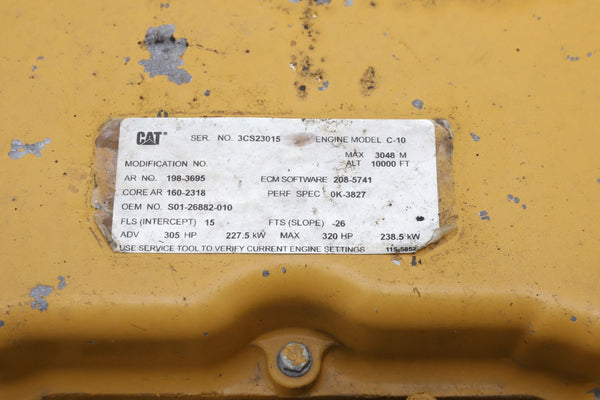 CAT® SER. NO. 3CS23015 ENGINE MODEL C-10
MAX 3048 M
MODIFICATION NO. ALT 10000 FT
AR NO. 198-3695 ECM SOFTWARE 208-5741
CORE AR 160-2318 PERF SPEC 0K-3827
OEM NO. S01-26882-010
FLS (INTERCEPT) 15 FTS (SLOPE) -26
ADV 305 HP 227.5 kW MAX 320 HP 238.5 kW
USE SERVICE TOOL TO VERIFY CURRENT ENGINE SETTINGS